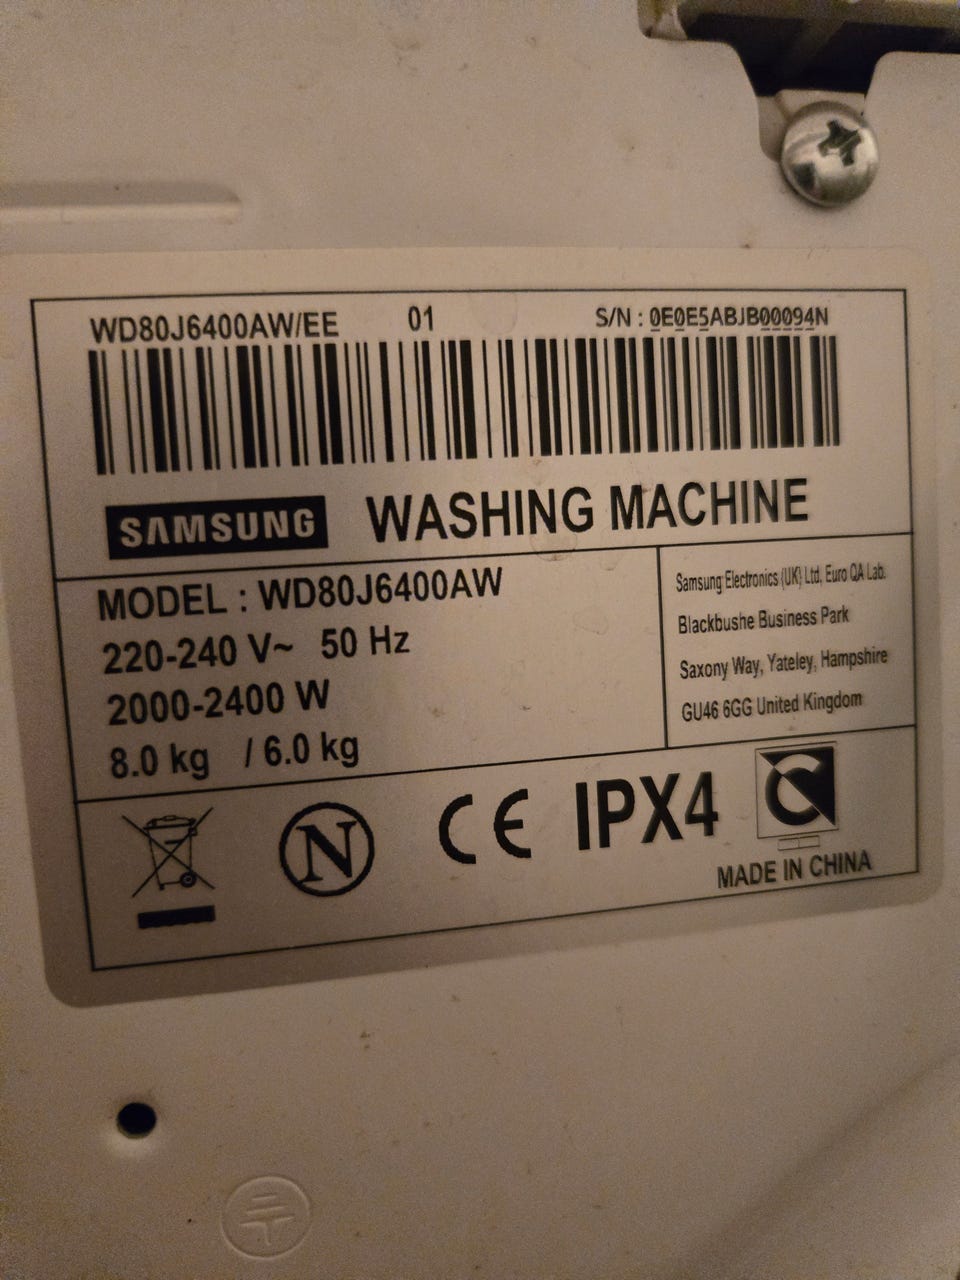 WD80J6400AW/EE 01 S/N : 0E0E5ABJB00094N
SAMSUNG WASHING MACHINE
MODEL : WD80J6400AW
220-240 V~ 50 Hz
2000-2400 W
8.0 kg / 6.0 kg
Samsung Electronics (UK) Ltd, Euro QA Lab.
Blackbushe Business Park
Saxony Way, Yateley, Hampshire
GU46 6GG United Kingdom
N CE IPX4 C
MADE IN CHINA